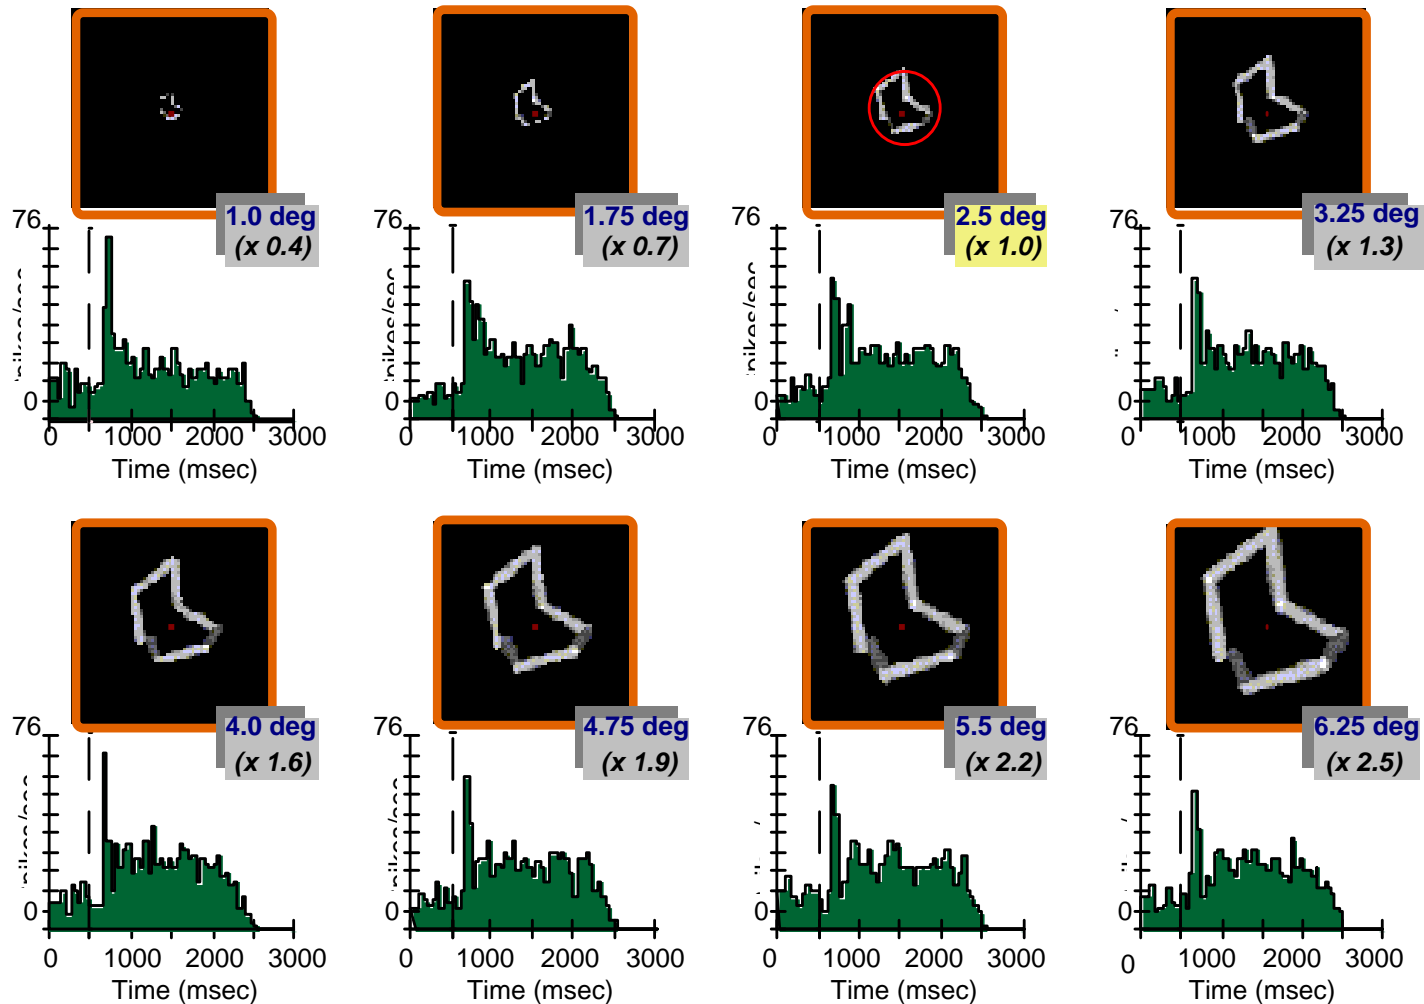 1.0 deg
(x 0.4)
1.75 deg
(x 0.7)
2.5 deg
(x 1.0)
3.25 deg
(x 1.3)
76
76
76
76
0
0
0
0
0 1000 2000 3000
0 1000 2000 3000
0 1000 2000 3000
0 1000 2000 3000
Time (msec)
Time (msec)
Time (msec)
Time (msec)
4.0 deg
(x 1.6)
4.75 deg
(x 1.9)
5.5 deg
(x 2.2)
6.25 deg
(x 2.5)
76
76
76
76
0
0
0
0
0 1000 2000 3000
0 1000 2000 3000
0 1000 2000 3000
0 1000 2000 3000
Time (msec)
Time (msec)
Time (msec)
Time (msec)